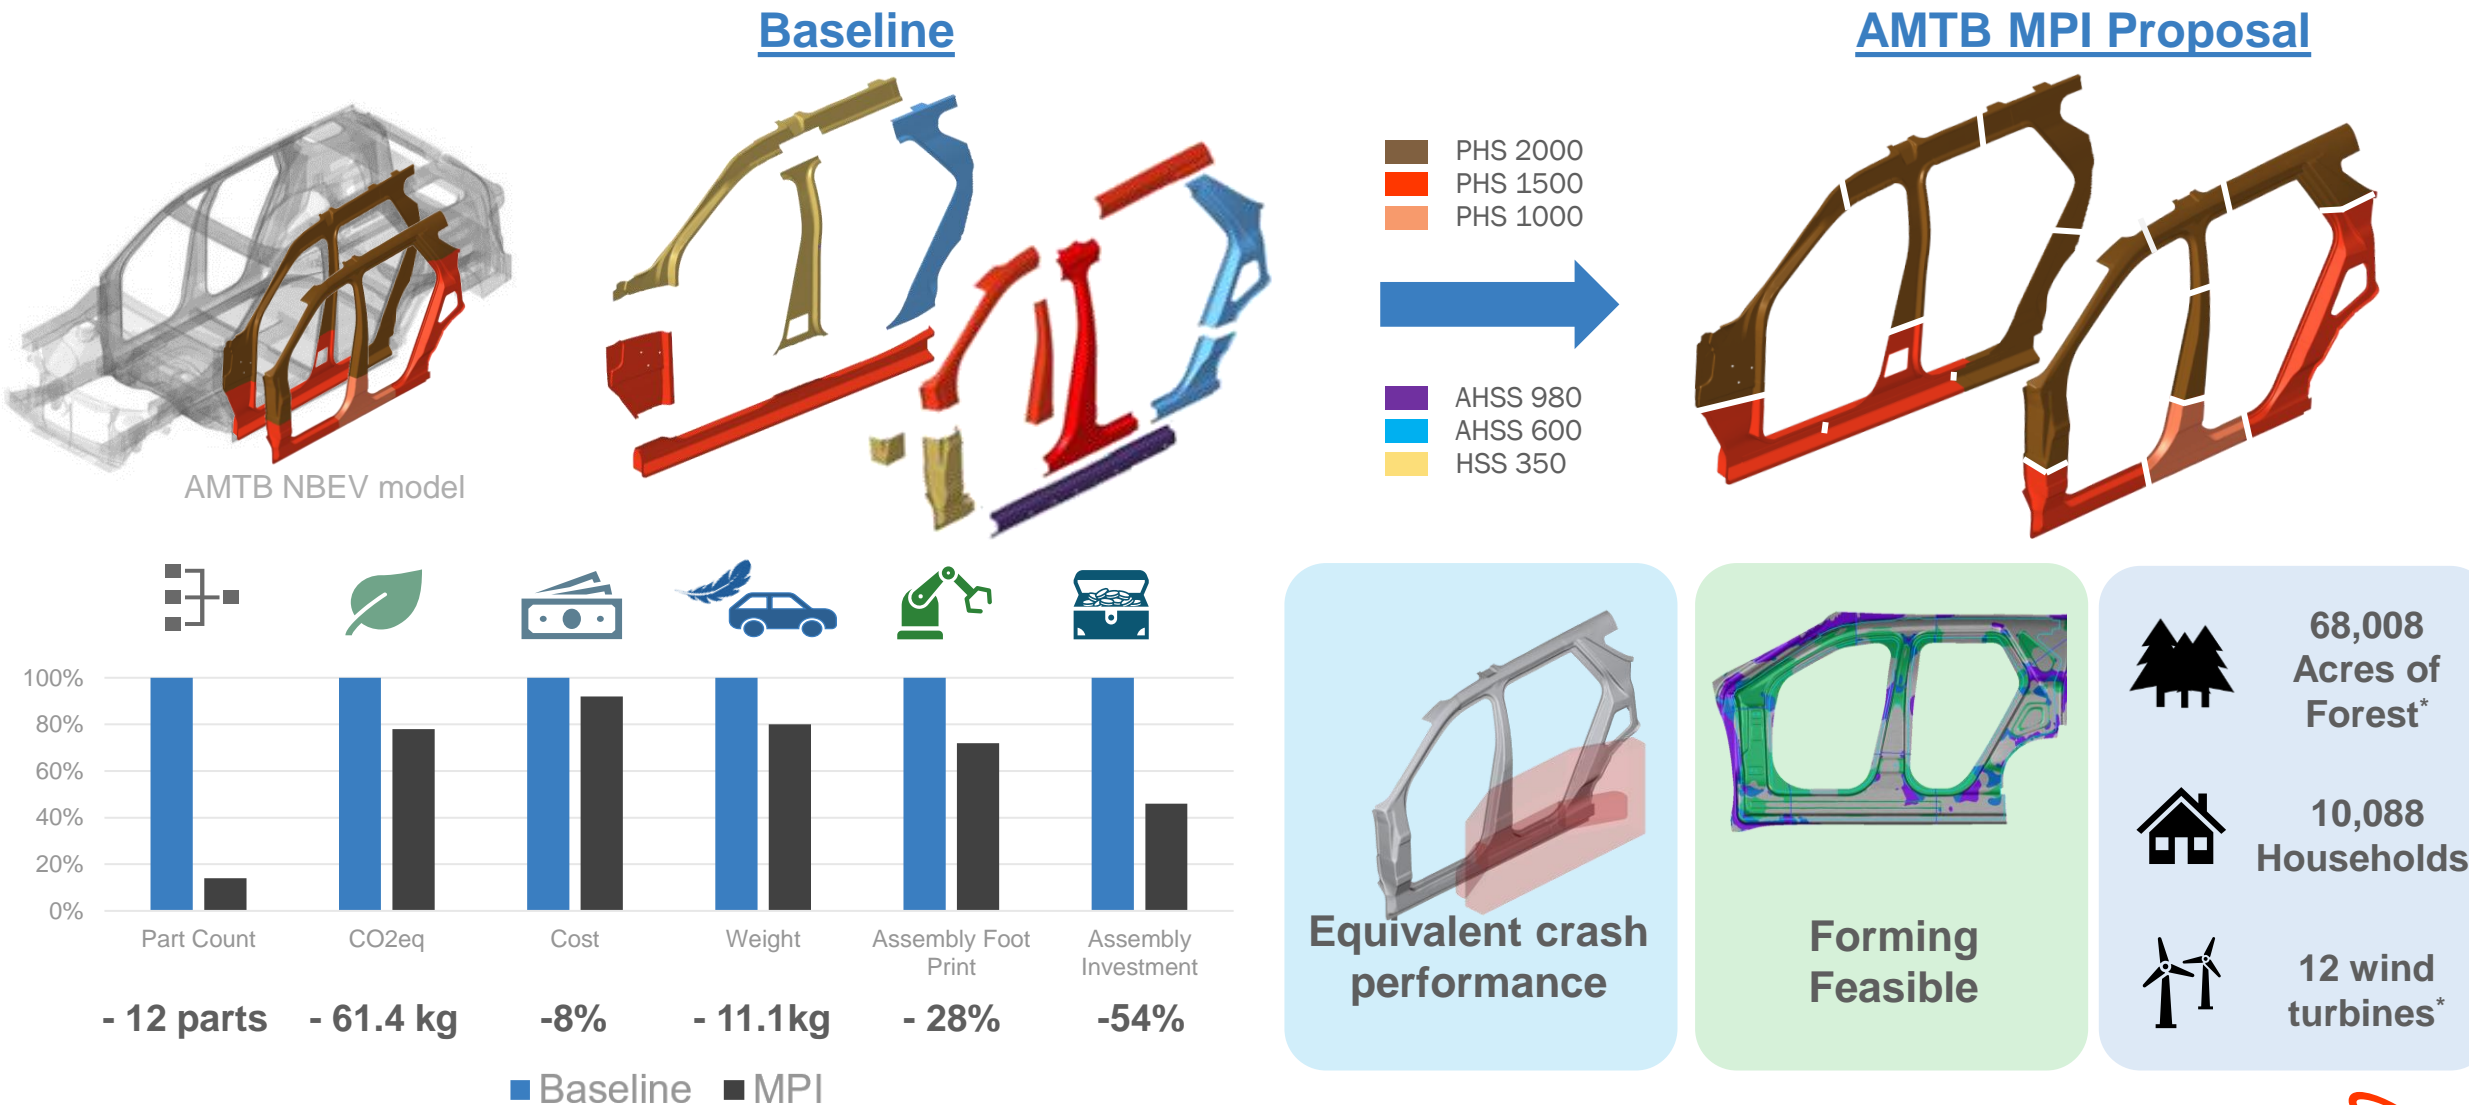 Baseline
AMTB MPI Proposal
PHS 2000
PHS 1500
PHS 1000
AHSS 980
AHSS 600
HSS 350
AMTB NBEV model
100%
80%
60%
40%
20%
0%
Part Count
CO2eq
Cost
Weight
Assembly Foot
Print
Assembly
Investment
- 12 parts
- 61.4 kg
-8%
- 11.1kg
- 28%
-54%
Baseline
MPI
Equivalent crash
performance
Forming
Feasible
68,008
Acres of
Forest*
10,088
Households
12 wind
turbines*